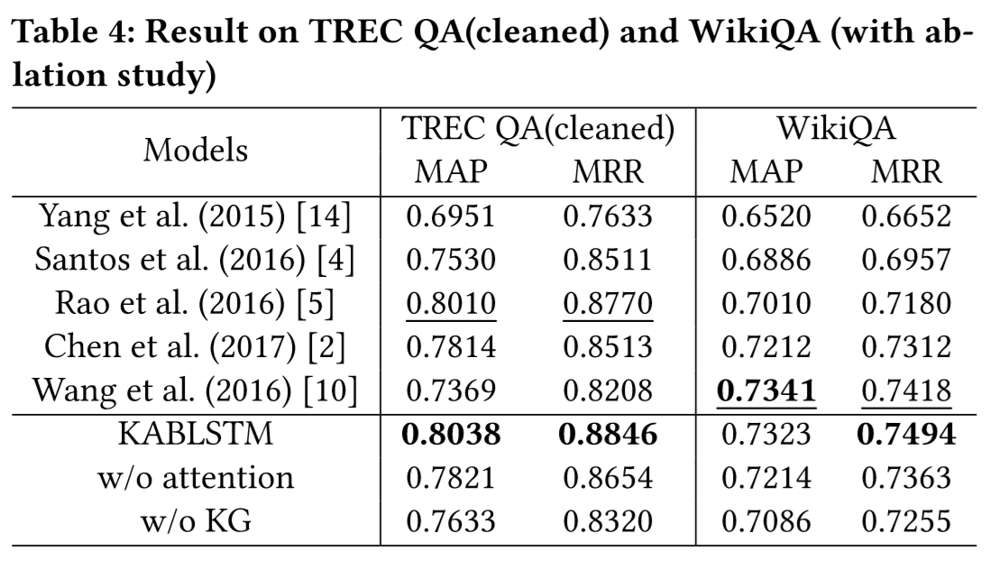 Table 4: Result on TREC QA(cleaned) and WikiQA (with ab-
lation study)
Models TREC QA(cleaned) WikiQA
MAP MRR MAP MRR
Yang et al. (2015) [14] 0.6951 0.7633 0.6520 0.6652
Santos et al. (2016) [4] 0.7530 0.8511 0.6886 0.6957
Rao et al. (2016) [5] 0.8010 0.8770 0.7010 0.7180
Chen et al. (2017) [2] 0.7814 0.8513 0.7212 0.7312
Wang et al. (2016) [10] 0.7369 0.8208 0.7341 0.7418
KABLSTM 0.8038 0.8846 0.7323 0.7494
w/o attention 0.7821 0.8654 0.7214 0.7363
w/o KG 0.7633 0.8320 0.7086 0.7255